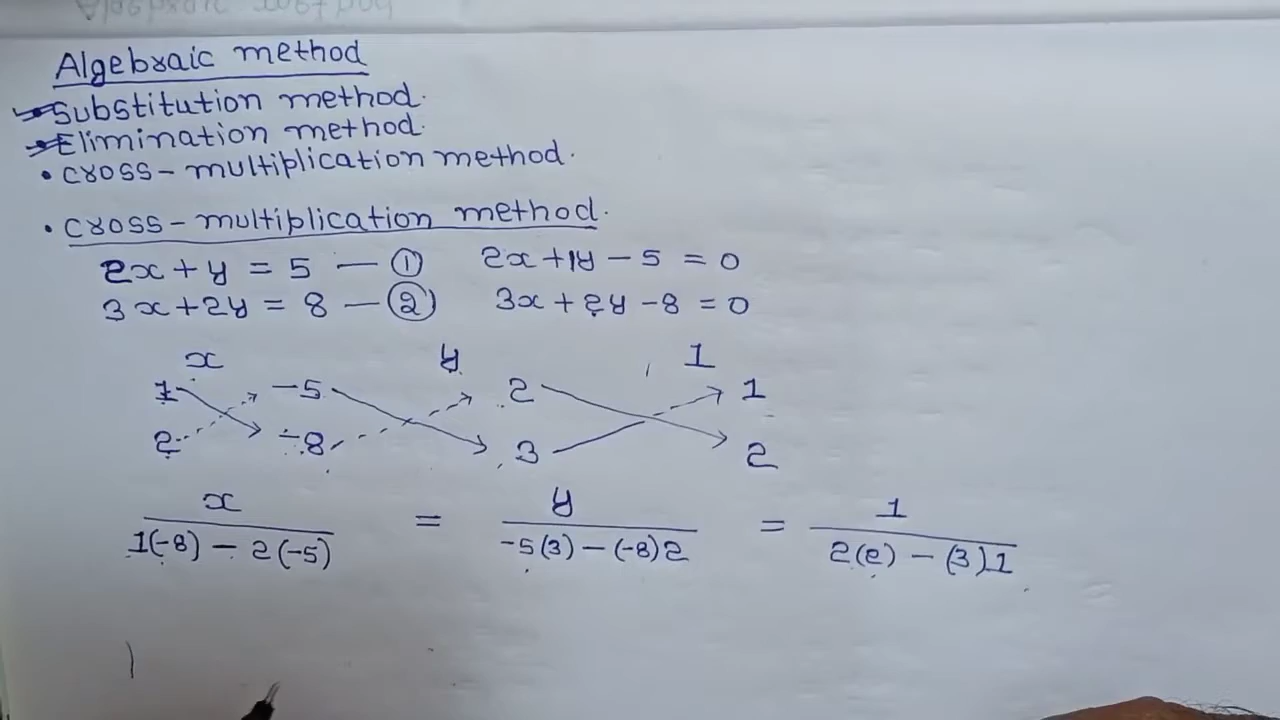 Algebraic method
Substitution method.
Elimination method.
• cross-multiplication method.
• cross-multiplication method.
2x + y = 5 — ① 2x + 1y - 5 = 0
3x + 2y = 8 — ② 3x + 2y - 8 = 0
x y 1
1 -5 2 1
2 -8 3 2
x = y = 1
1(-8) - 2(-5) -5(3) - (-8)2 2(2) - (3)1